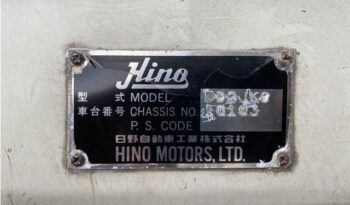 Hino
型 式 MODEL
車台番号 CHASSIS NO.
P. S. CODE
日野自動車工業株式会社
HINO MOTORS, LTD.